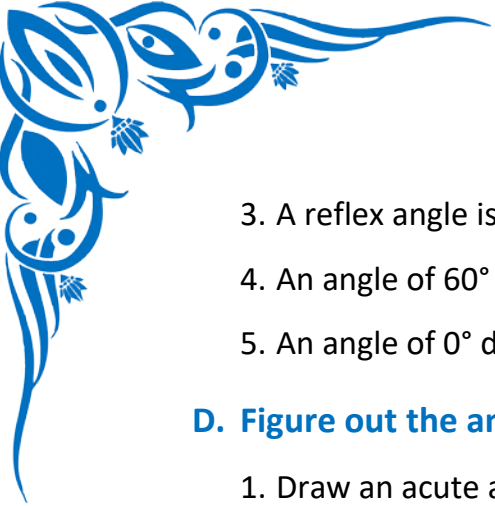 3. A reflex angle is
4. An angle of 60°
5. An angle of 0° d
D. Figure out the ar
1. Draw an acute a